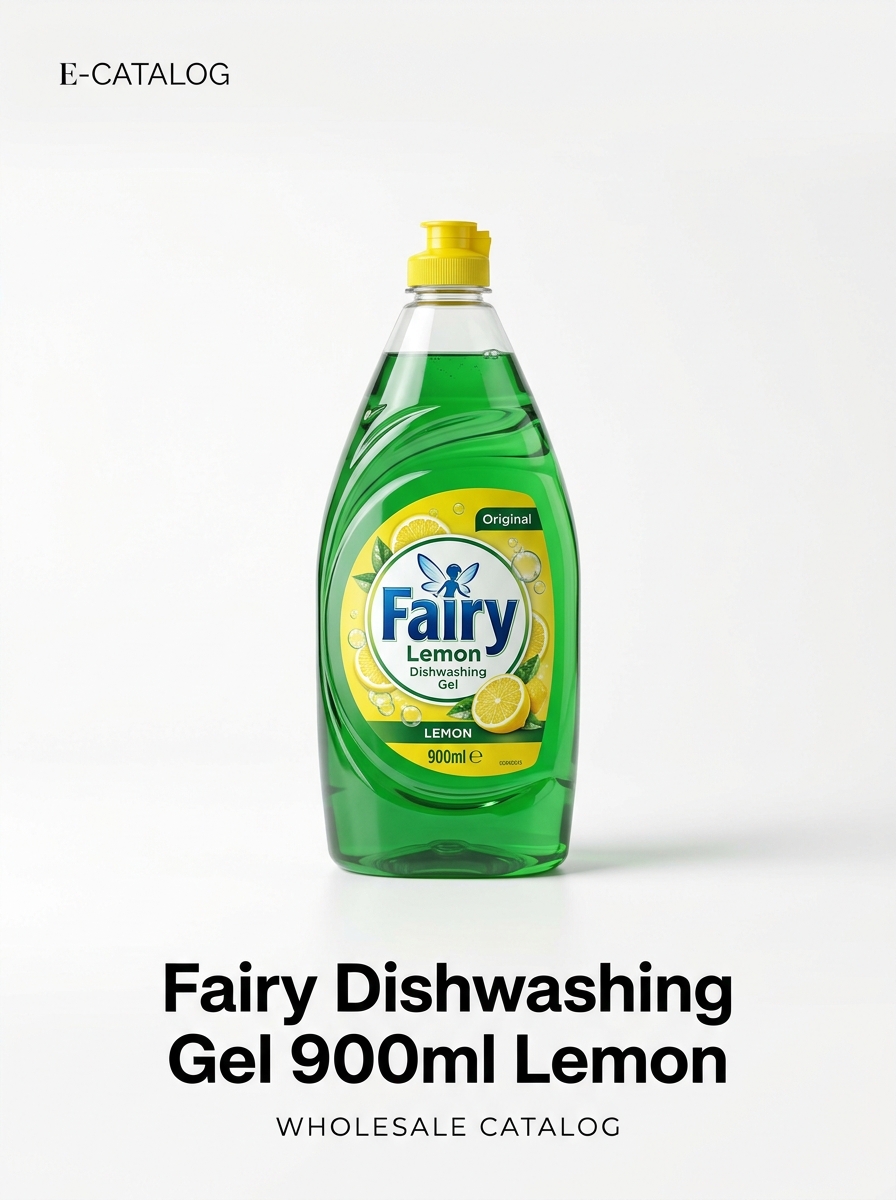 E-CATALOG
Original
Fairy
Lemon
Dishwashing
Gel
LEMON
900ml ℮
Fairy Dishwashing
Gel 900ml Lemon
WHOLESALE CATALOG